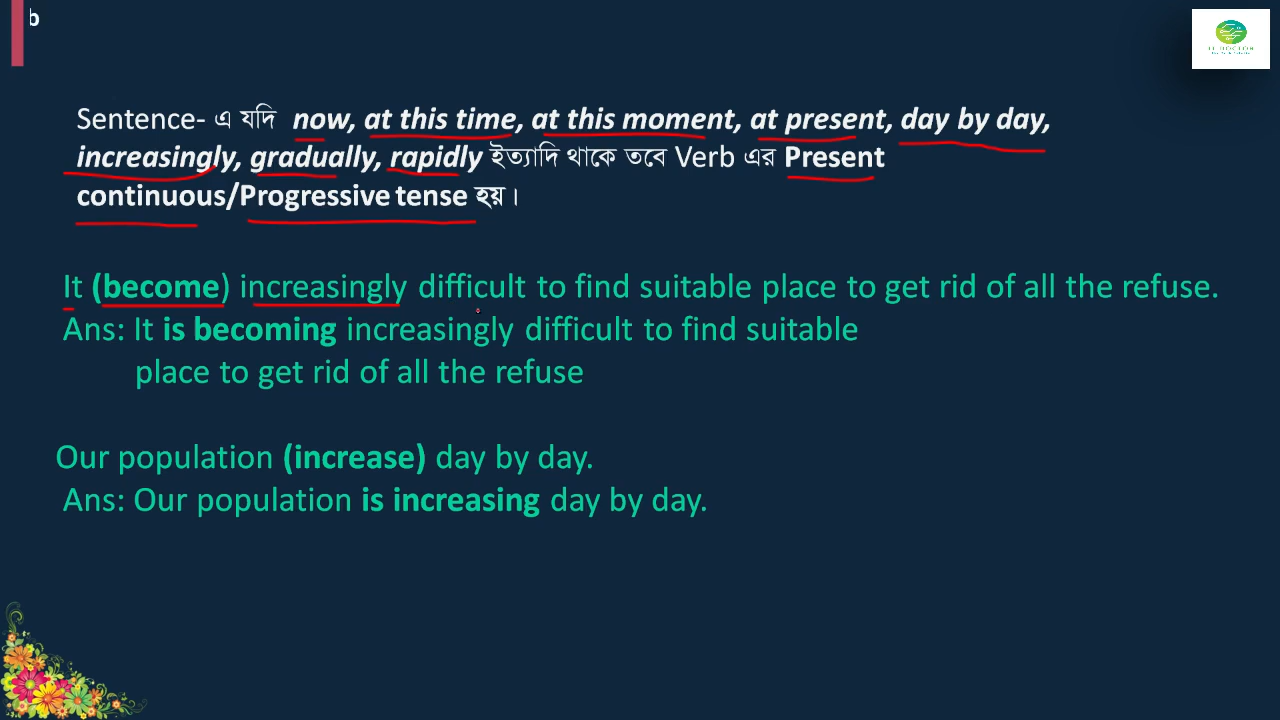 b
Sentence- এ যদি now, at this time, at this moment, at present, day by day,
increasingly, gradually, rapidly ইত্যাদি থাকে তবে Verb এর Present
continuous/Progressive tense হয়।
It (become) increasingly difficult to find suitable place to get rid of all the refuse.
Ans: It is becoming increasingly difficult to find suitable
place to get rid of all the refuse
Our population (increase) day by day.
Ans: Our population is increasing day by day.